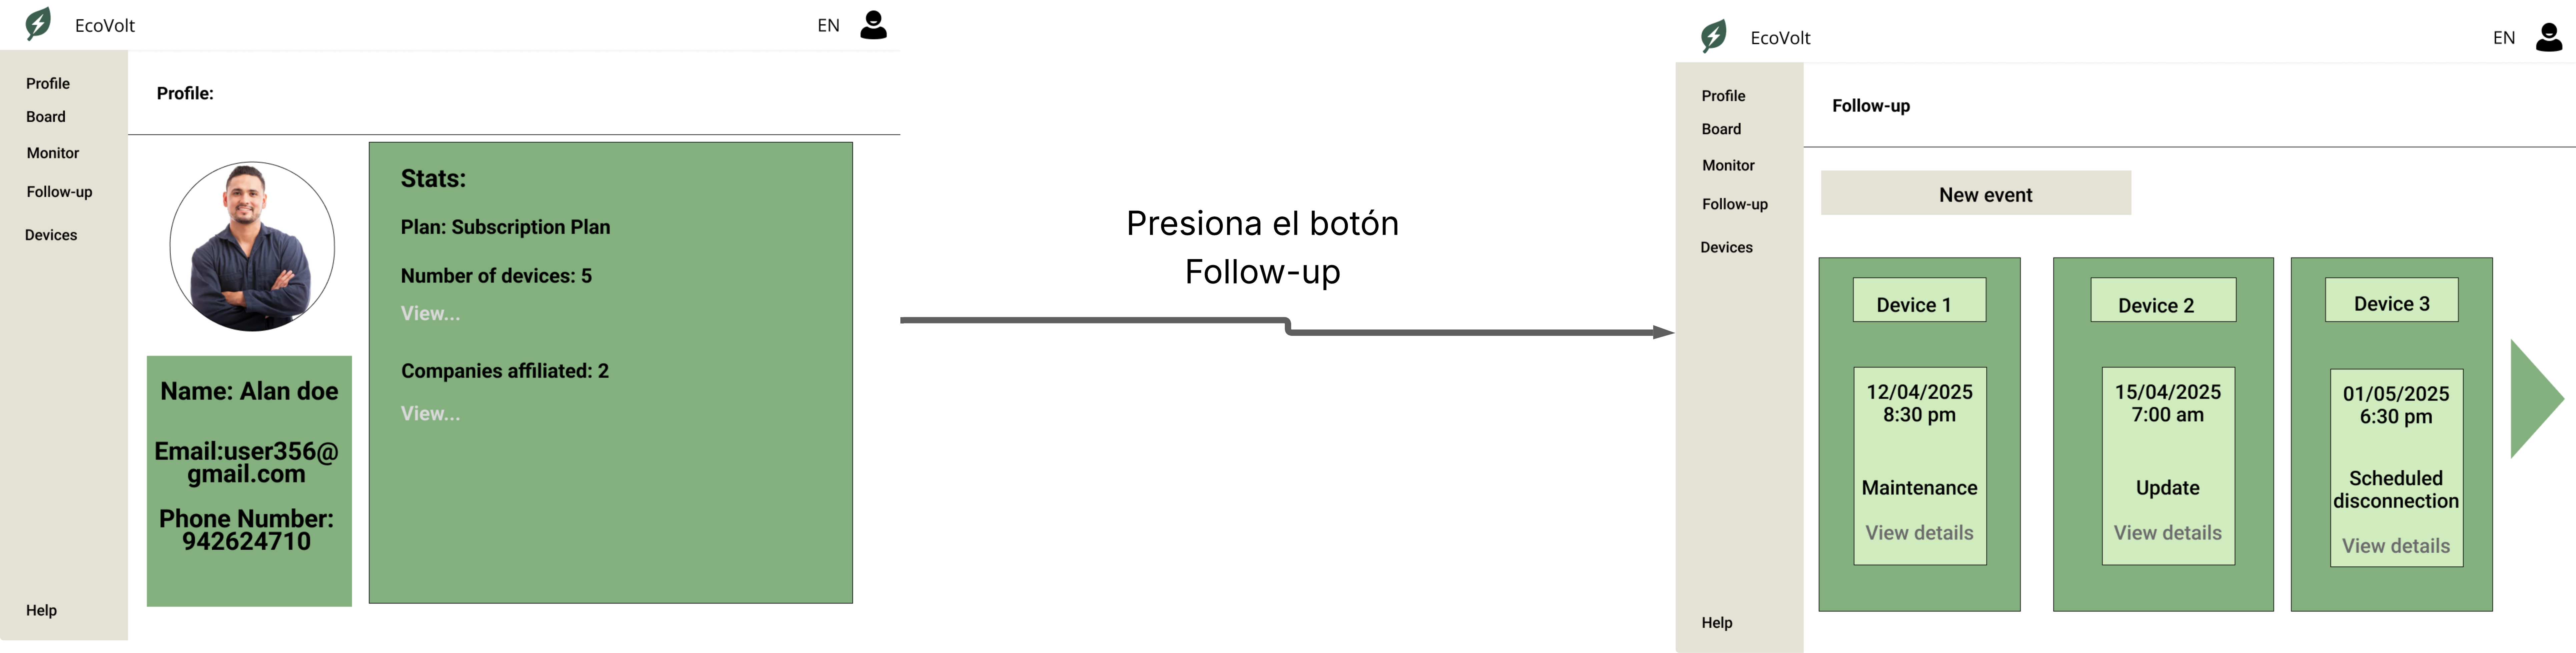 EcoVolt
EN
Profile
Board
Monitor
Follow-up
Devices
Help
Profile:
Name: Alan doe
Email:user356@
gmail.com
Phone Number:
942624710
Stats:
Plan: Subscription Plan
Number of devices: 5
View...
Companies affiliated: 2
View...
Presiona el botón
Follow-up
EcoVolt
EN
Profile
Board
Monitor
Follow-up
Devices
Help
Follow-up
New event
Device 1
12/04/2025
8:30 pm
Maintenance
View details
Device 2
15/04/2025
7:00 am
Update
View details
Device 3
01/05/2025
6:30 pm
Scheduled
disconnection
View details